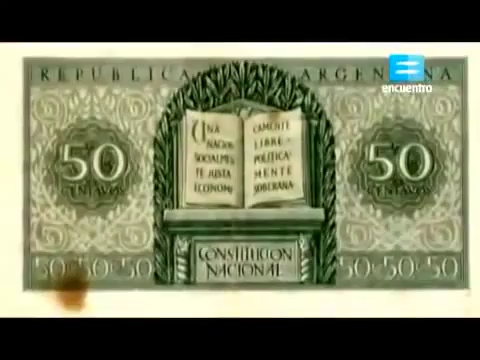 REPÚBLICA ARGENTINA
encuentro
UNA
NACION
SOCIALMEN
TE JUSTA
ECONOMI
CAMENTE
LIBRE
POLITICA
MENTE
SOBERANA
50
CENTAVOS
50
CENTAVOS
CONSTITUCION
NACIONAL
50 c 50 c 50
50 c 50 c 50